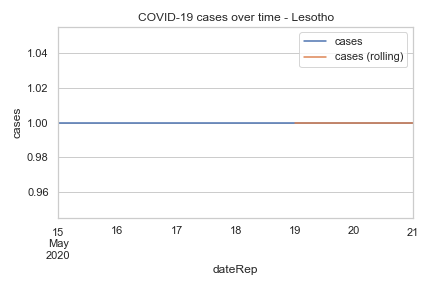 COVID-19 cases over time - Lesotho
cases
cases (rolling)
1.04
1.02
1.00
0.98
0.96
cases
15 16 17 18 19 20 21
May
2020
dateRep